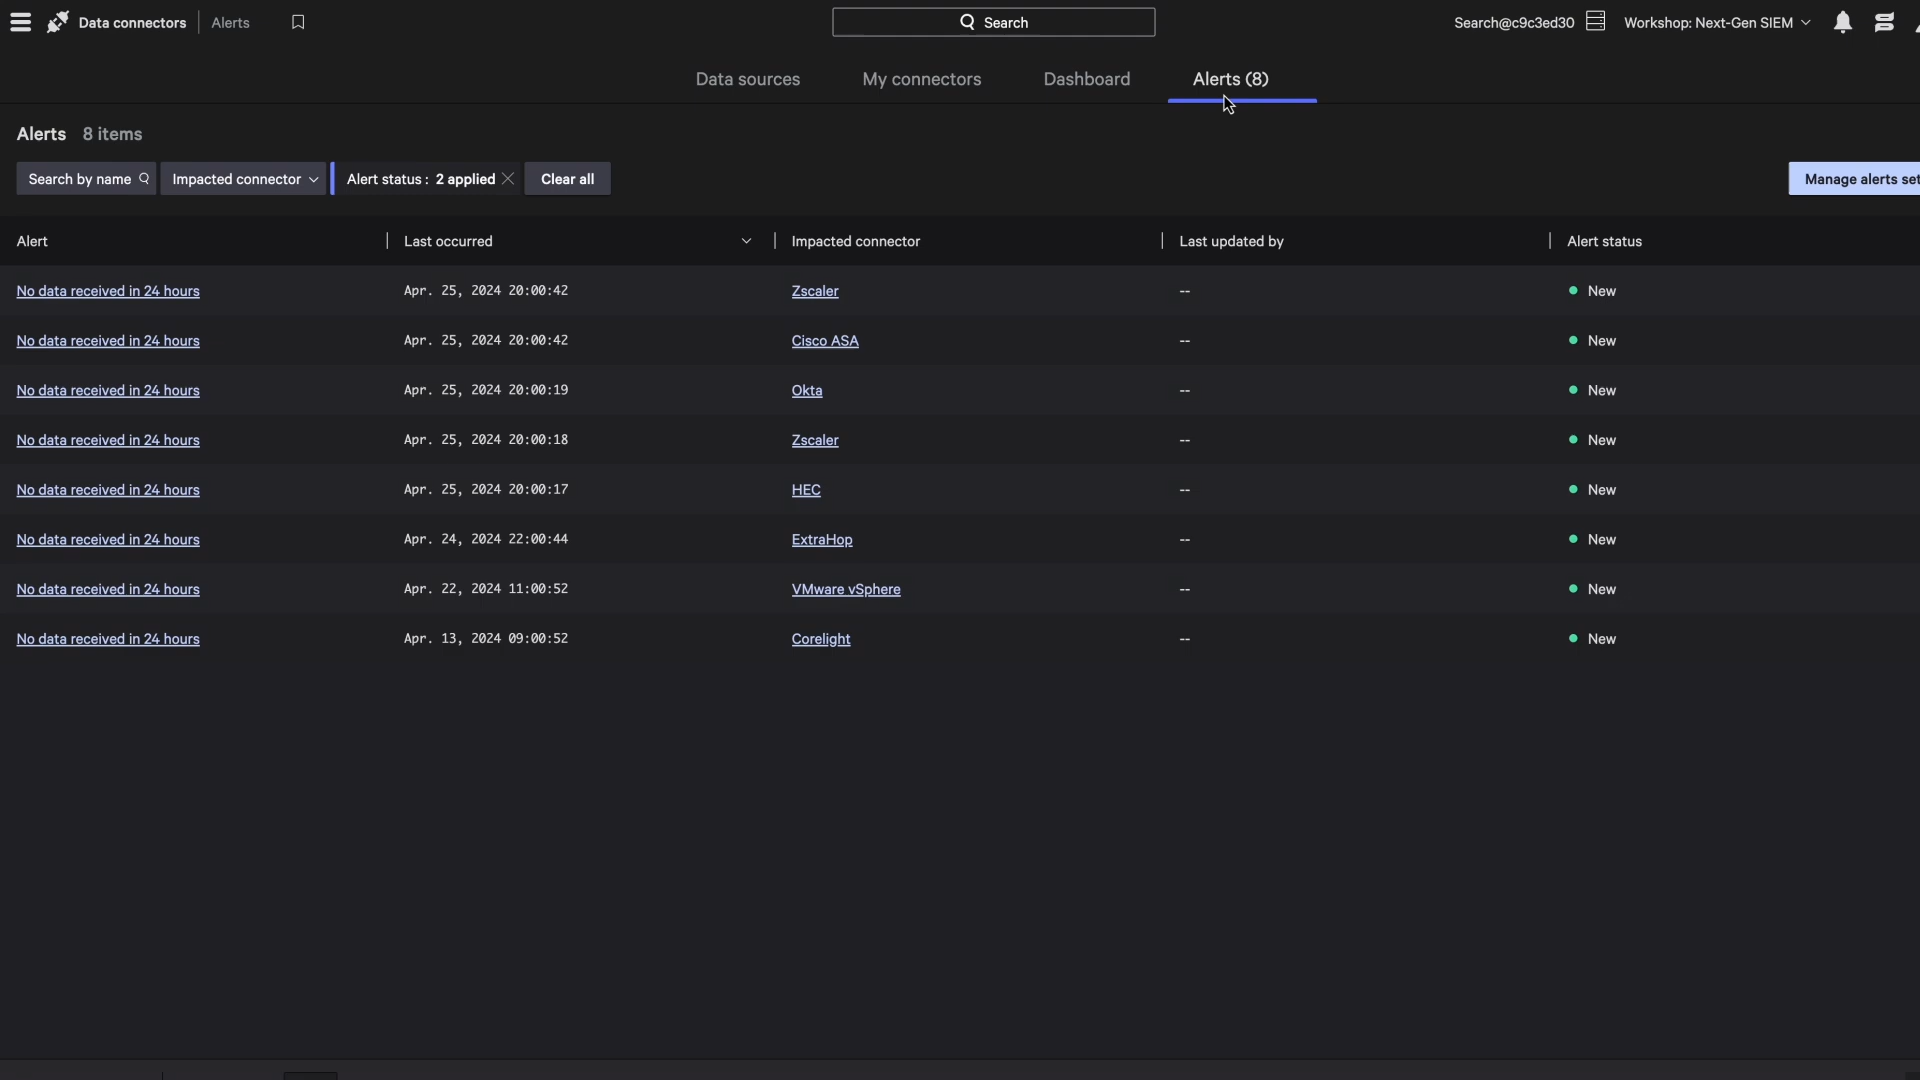 Data connectors Alerts Search Search@c9c3ed30 Workshop: Next-Gen SIEM
Data sources My connectors Dashboard Alerts (8)
Alerts 8 items
Search by name Impacted connector Alert status : 2 applied Clear all Manage alerts set
Alert Last occurred Impacted connector Last updated by Alert status
No data received in 24 hours Apr. 25, 2024 20:00:42 Zscaler -- New
No data received in 24 hours Apr. 25, 2024 20:00:42 Cisco ASA -- New
No data received in 24 hours Apr. 25, 2024 20:00:19 Okta -- New
No data received in 24 hours Apr. 25, 2024 20:00:18 Zscaler -- New
No data received in 24 hours Apr. 25, 2024 20:00:17 HEC -- New
No data received in 24 hours Apr. 24, 2024 22:00:44 ExtraHop -- New
No data received in 24 hours Apr. 22, 2024 11:00:52 VMware vSphere -- New
No data received in 24 hours Apr. 13, 2024 09:00:52 Corelight -- New